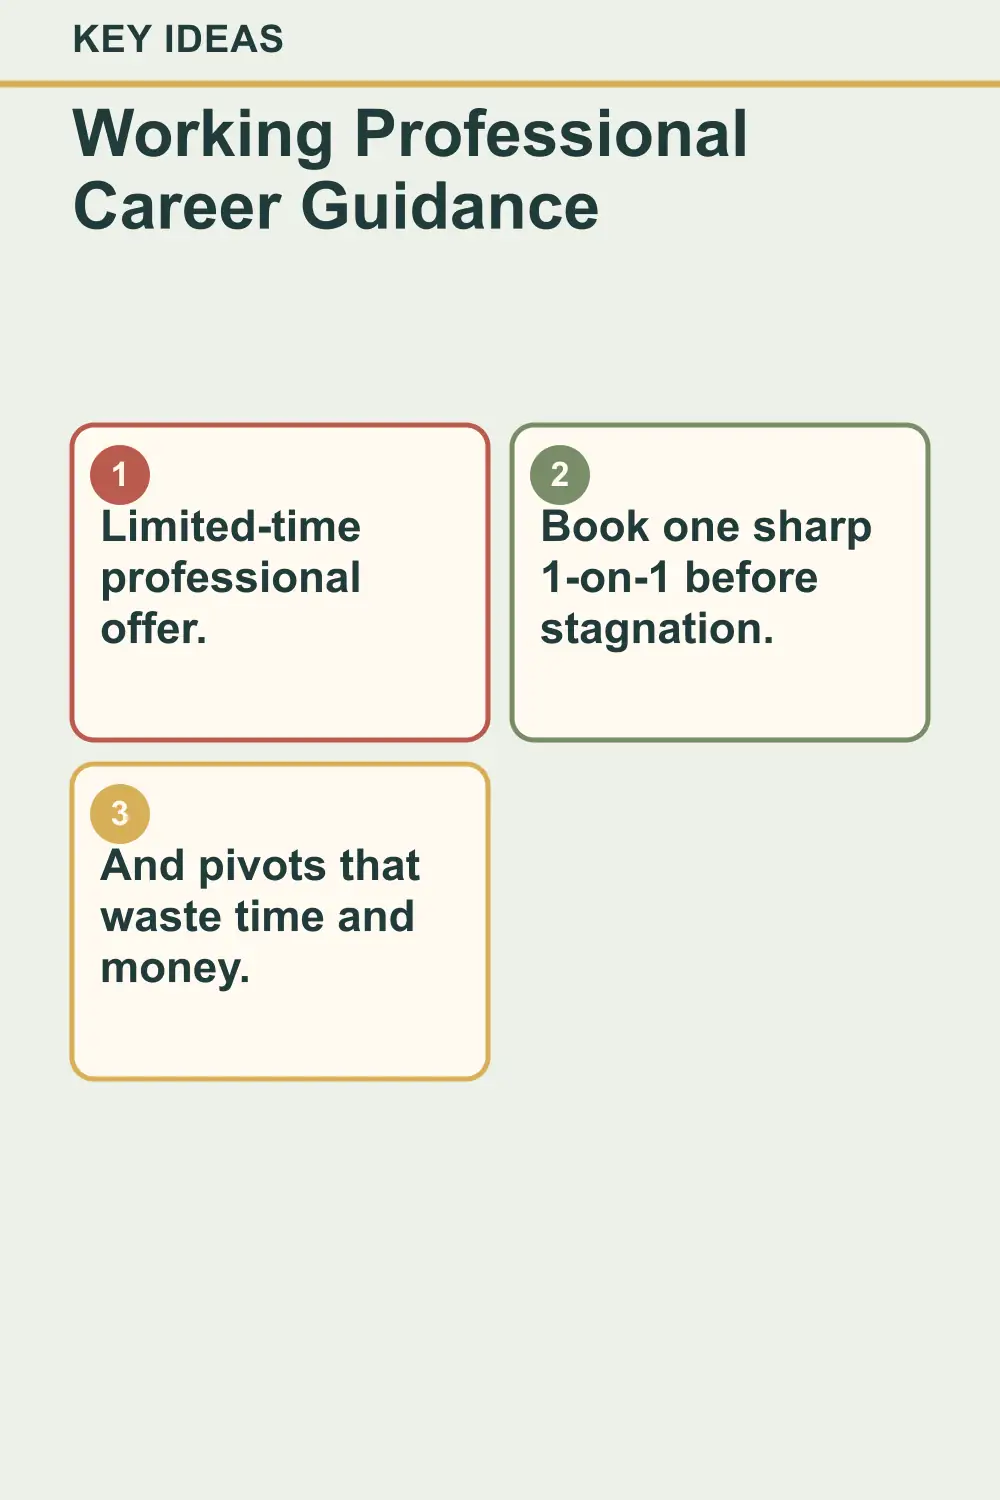 KEY IDEAS
Working Professional
Career Guidance
1
Limited-time
professional
offer.
2
Book one sharp
1-on-1 before
stagnation.
3
And pivots that
waste time and
money.